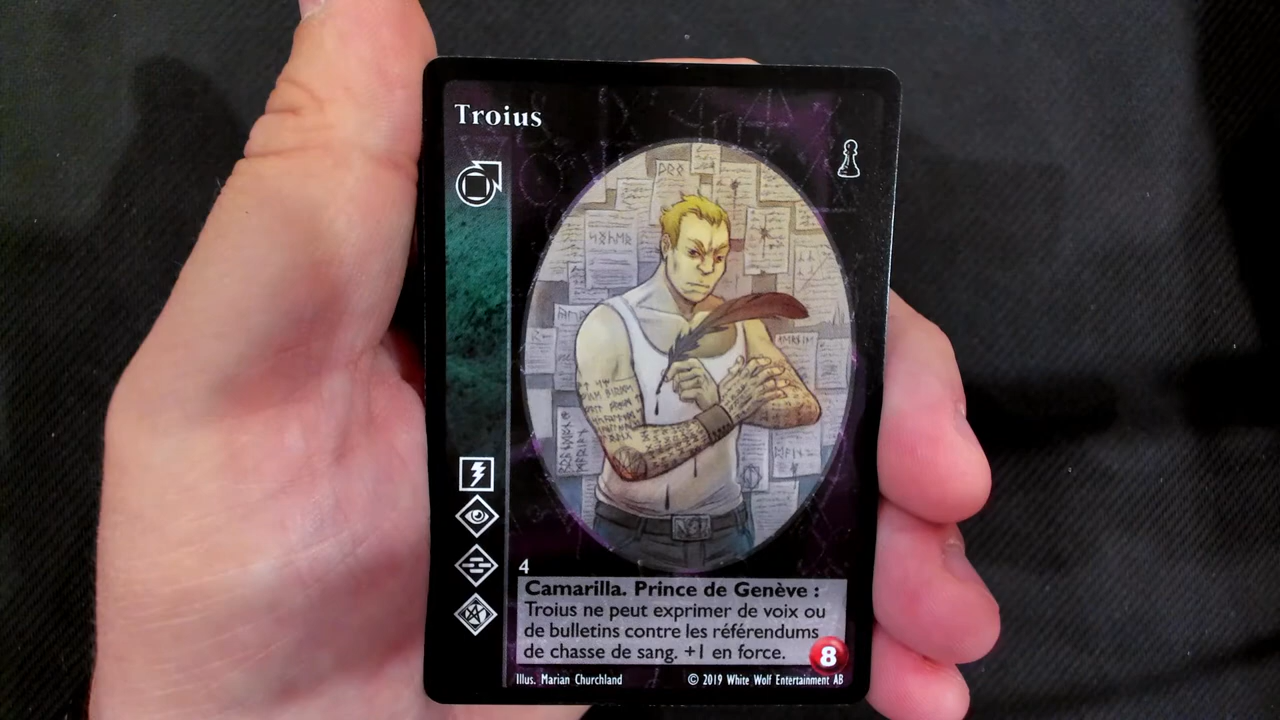 Troius
4
Camarilla. Prince de Genève :
Troius ne peut exprimer de voix ou
de bulletins contre les référendums
de chasse de sang. +1 en force.
8
Illus. Marian Churchland
© 2019 White Wolf Entertainment AB